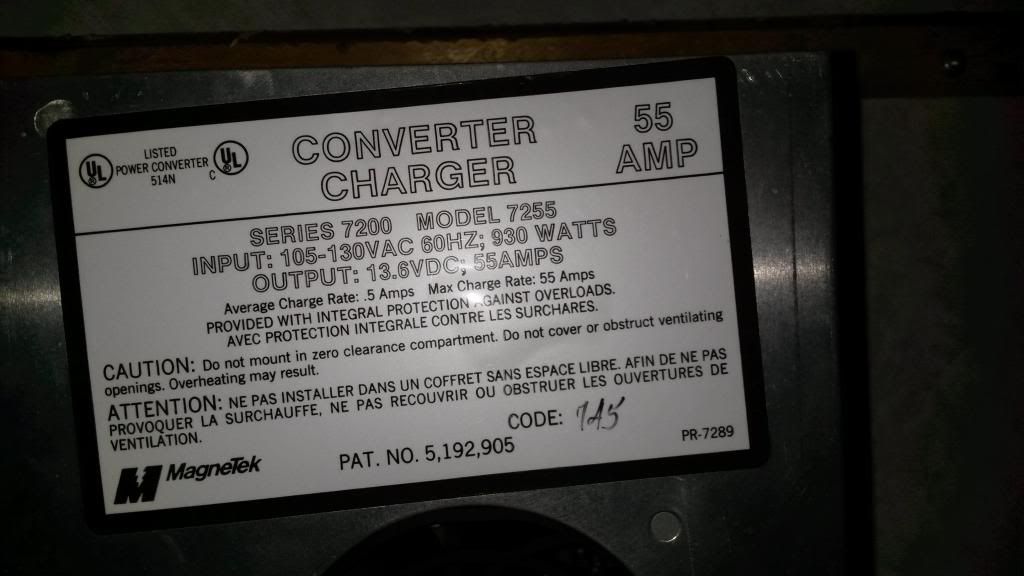 UL LISTED POWER CONVERTER 514N C UL
CONVERTER
CHARGER
55
AMP
SERIES 7200 MODEL 7255
INPUT: 105-130VAC 60HZ; 930 WATTS
OUTPUT: 13.6VDC; 55AMPS
Average Charge Rate: .5 Amps Max Charge Rate: 55 Amps
PROVIDED WITH INTEGRAL PROTECTION AGAINST OVERLOADS.
AVEC PROTECTION INTEGRALE CONTRE LES SURCHARES.
CAUTION: Do not mount in zero clearance compartment. Do not cover or obstruct ventilating
openings. Overheating may result.
ATTENTION: NE PAS INSTALLER DANS UN COFFRET SANS ESPACE LIBRE. AFIN DE NE PAS
PROVOQUER LA SURCHAUFFE, NE PAS RECOUVRIR OU OBSTRUER LES OUVERTURES DE
VENTILATION.
CODE: 745
MagneTek
PAT. NO. 5,192,905
PR-7289